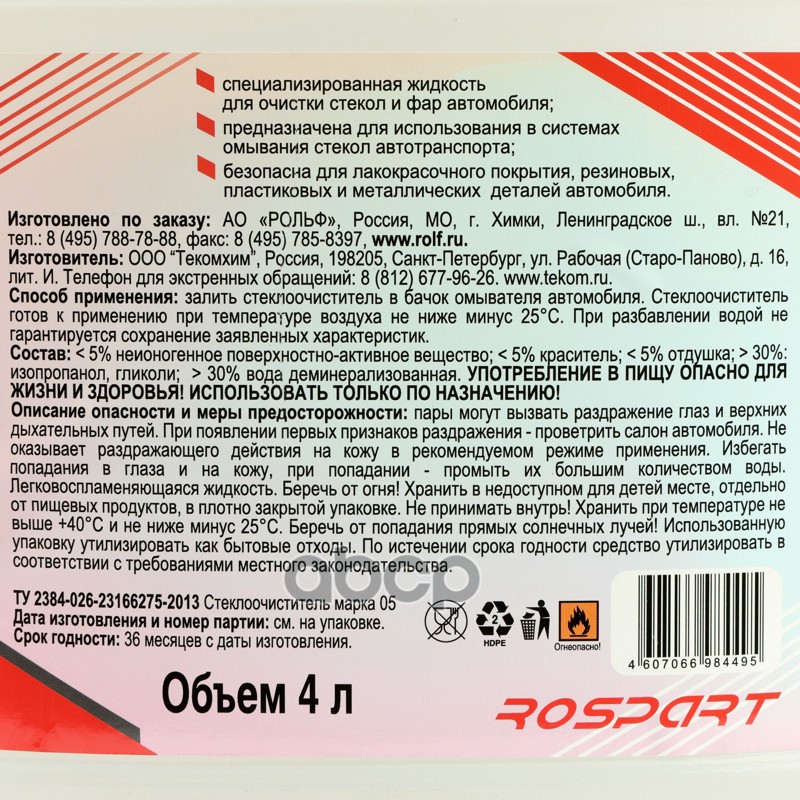 специализированная жидкость
для очистки стекол и фар автомобиля;
предназначена для использования в системах
омывания стекол автотранспорта;
безопасна для лакокрасочного покрытия, резиновых,
пластиковых и металлических деталей автомобиля.
Изготовлено по заказу: АО «РОЛЬФ», Россия, МО, г. Химки, Ленинградское ш., вл. №21,
тел.: 8 (495) 788-78-88, факс: 8 (495) 785-8397, www.rolf.ru.
Изготовитель: ООО "Текомхим", Россия, 198205, Санкт-Петербург, ул. Рабочая (Старо-Паново), д. 16,
лит. И. Телефон для экстренных обращений: 8 (812) 677-96-26. www.tekom.ru.
Способ применения: залить стеклоочиститель в бачок омывателя автомобиля. Стеклоочиститель
готов к применению при температуре воздуха не ниже минус 25°С. При разбавлении водой не
гарантируется сохранение заявленных характеристик.
Состав: < 5% неионогенное поверхностно-активное вещество; < 5% краситель; < 5% отдушка; > 30%:
изопропанол, гликоли; > 30% вода деминерализованная. УПОТРЕБЛЕНИЕ В ПИЩУ ОПАСНО ДЛЯ
ЖИЗНИ И ЗДОРОВЬЯ! ИСПОЛЬЗОВАТЬ ТОЛЬКО ПО НАЗНАЧЕНИЮ!
Описание опасности и меры предосторожности: пары могут вызвать раздражение глаз и верхних
дыхательных путей. При появлении первых признаков раздражения - проветрить салон автомобиля. Не
оказывает раздражающего действия на кожу в рекомендуемом режиме применения. Избегать
попадания в глаза и на кожу, при попадании - промыть их большим количеством воды.
Легковоспламеняющаяся жидкость. Беречь от огня! Хранить в недоступном для детей месте, отдельно
от пищевых продуктов, в плотно закрытой упаковке. Не принимать внутрь! Хранить при температуре не
выше +40°С и не ниже минус 25°С. Беречь от попадания прямых солнечных лучей! Использованную
упаковку утилизировать как бытовые отходы. По истечении срока годности средство утилизировать в
соответствии с требованиями местного законодательства.
abcp
ТУ 2384-026-23166275-2013 Стеклоочиститель марка 05
Дата изготовления и номер партии: см. на упаковке.
Срок годности: 36 месяцев с даты изготовления.
2
HDPE
Огнеопасно!
4 607066 984495
Объем 4 л
ROSPART